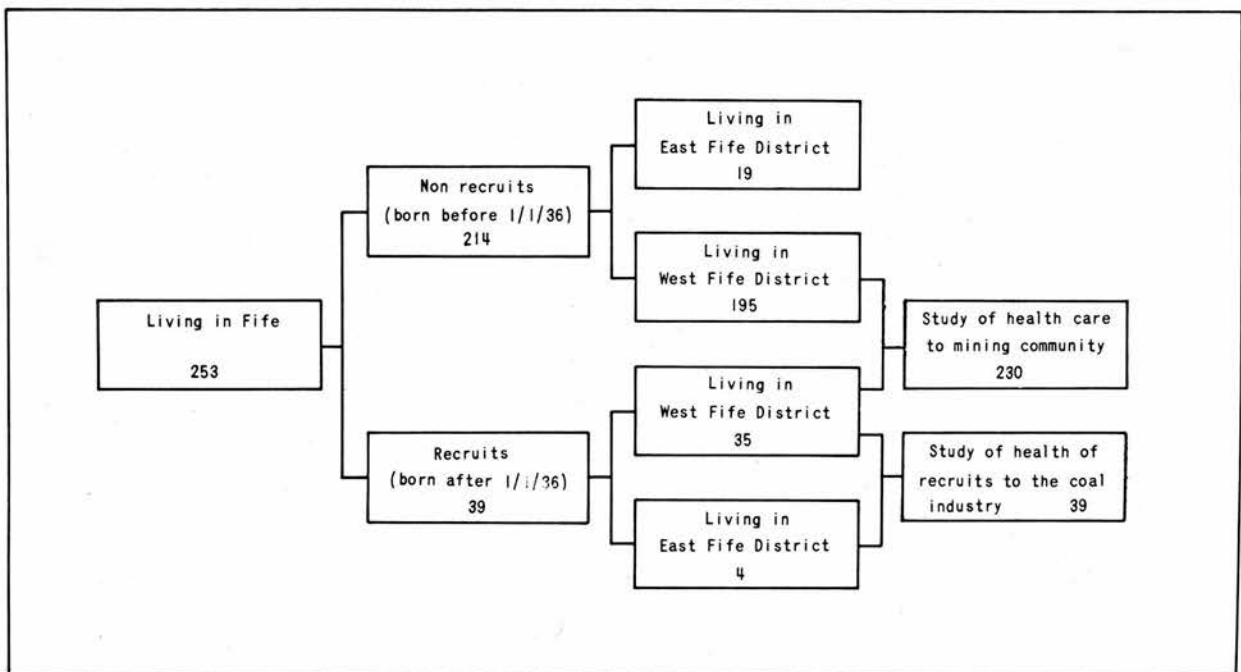 Living in Fife
253
Non recruits
(born before 1/1/36)
214
Recruits
(born after 1/1/36)
39
Living in
East Fife District
19
Living in
West Fife District
195
Living in
West Fife District
35
Living in
East Fife District
4
Study of health care
to mining community
230
Study of health of
recruits to the coal
industry 39